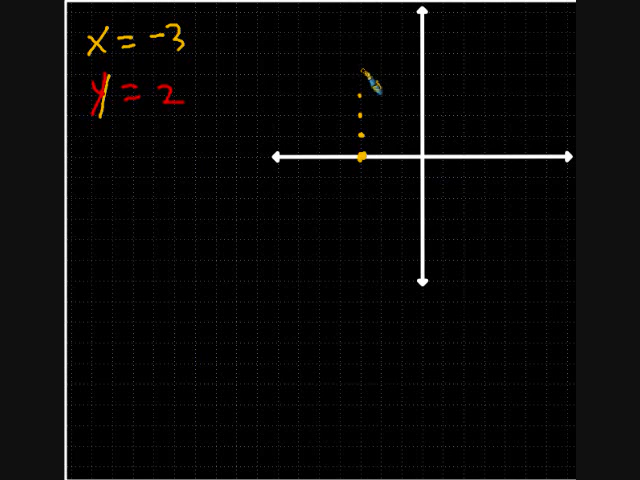 x = -3
y = 2